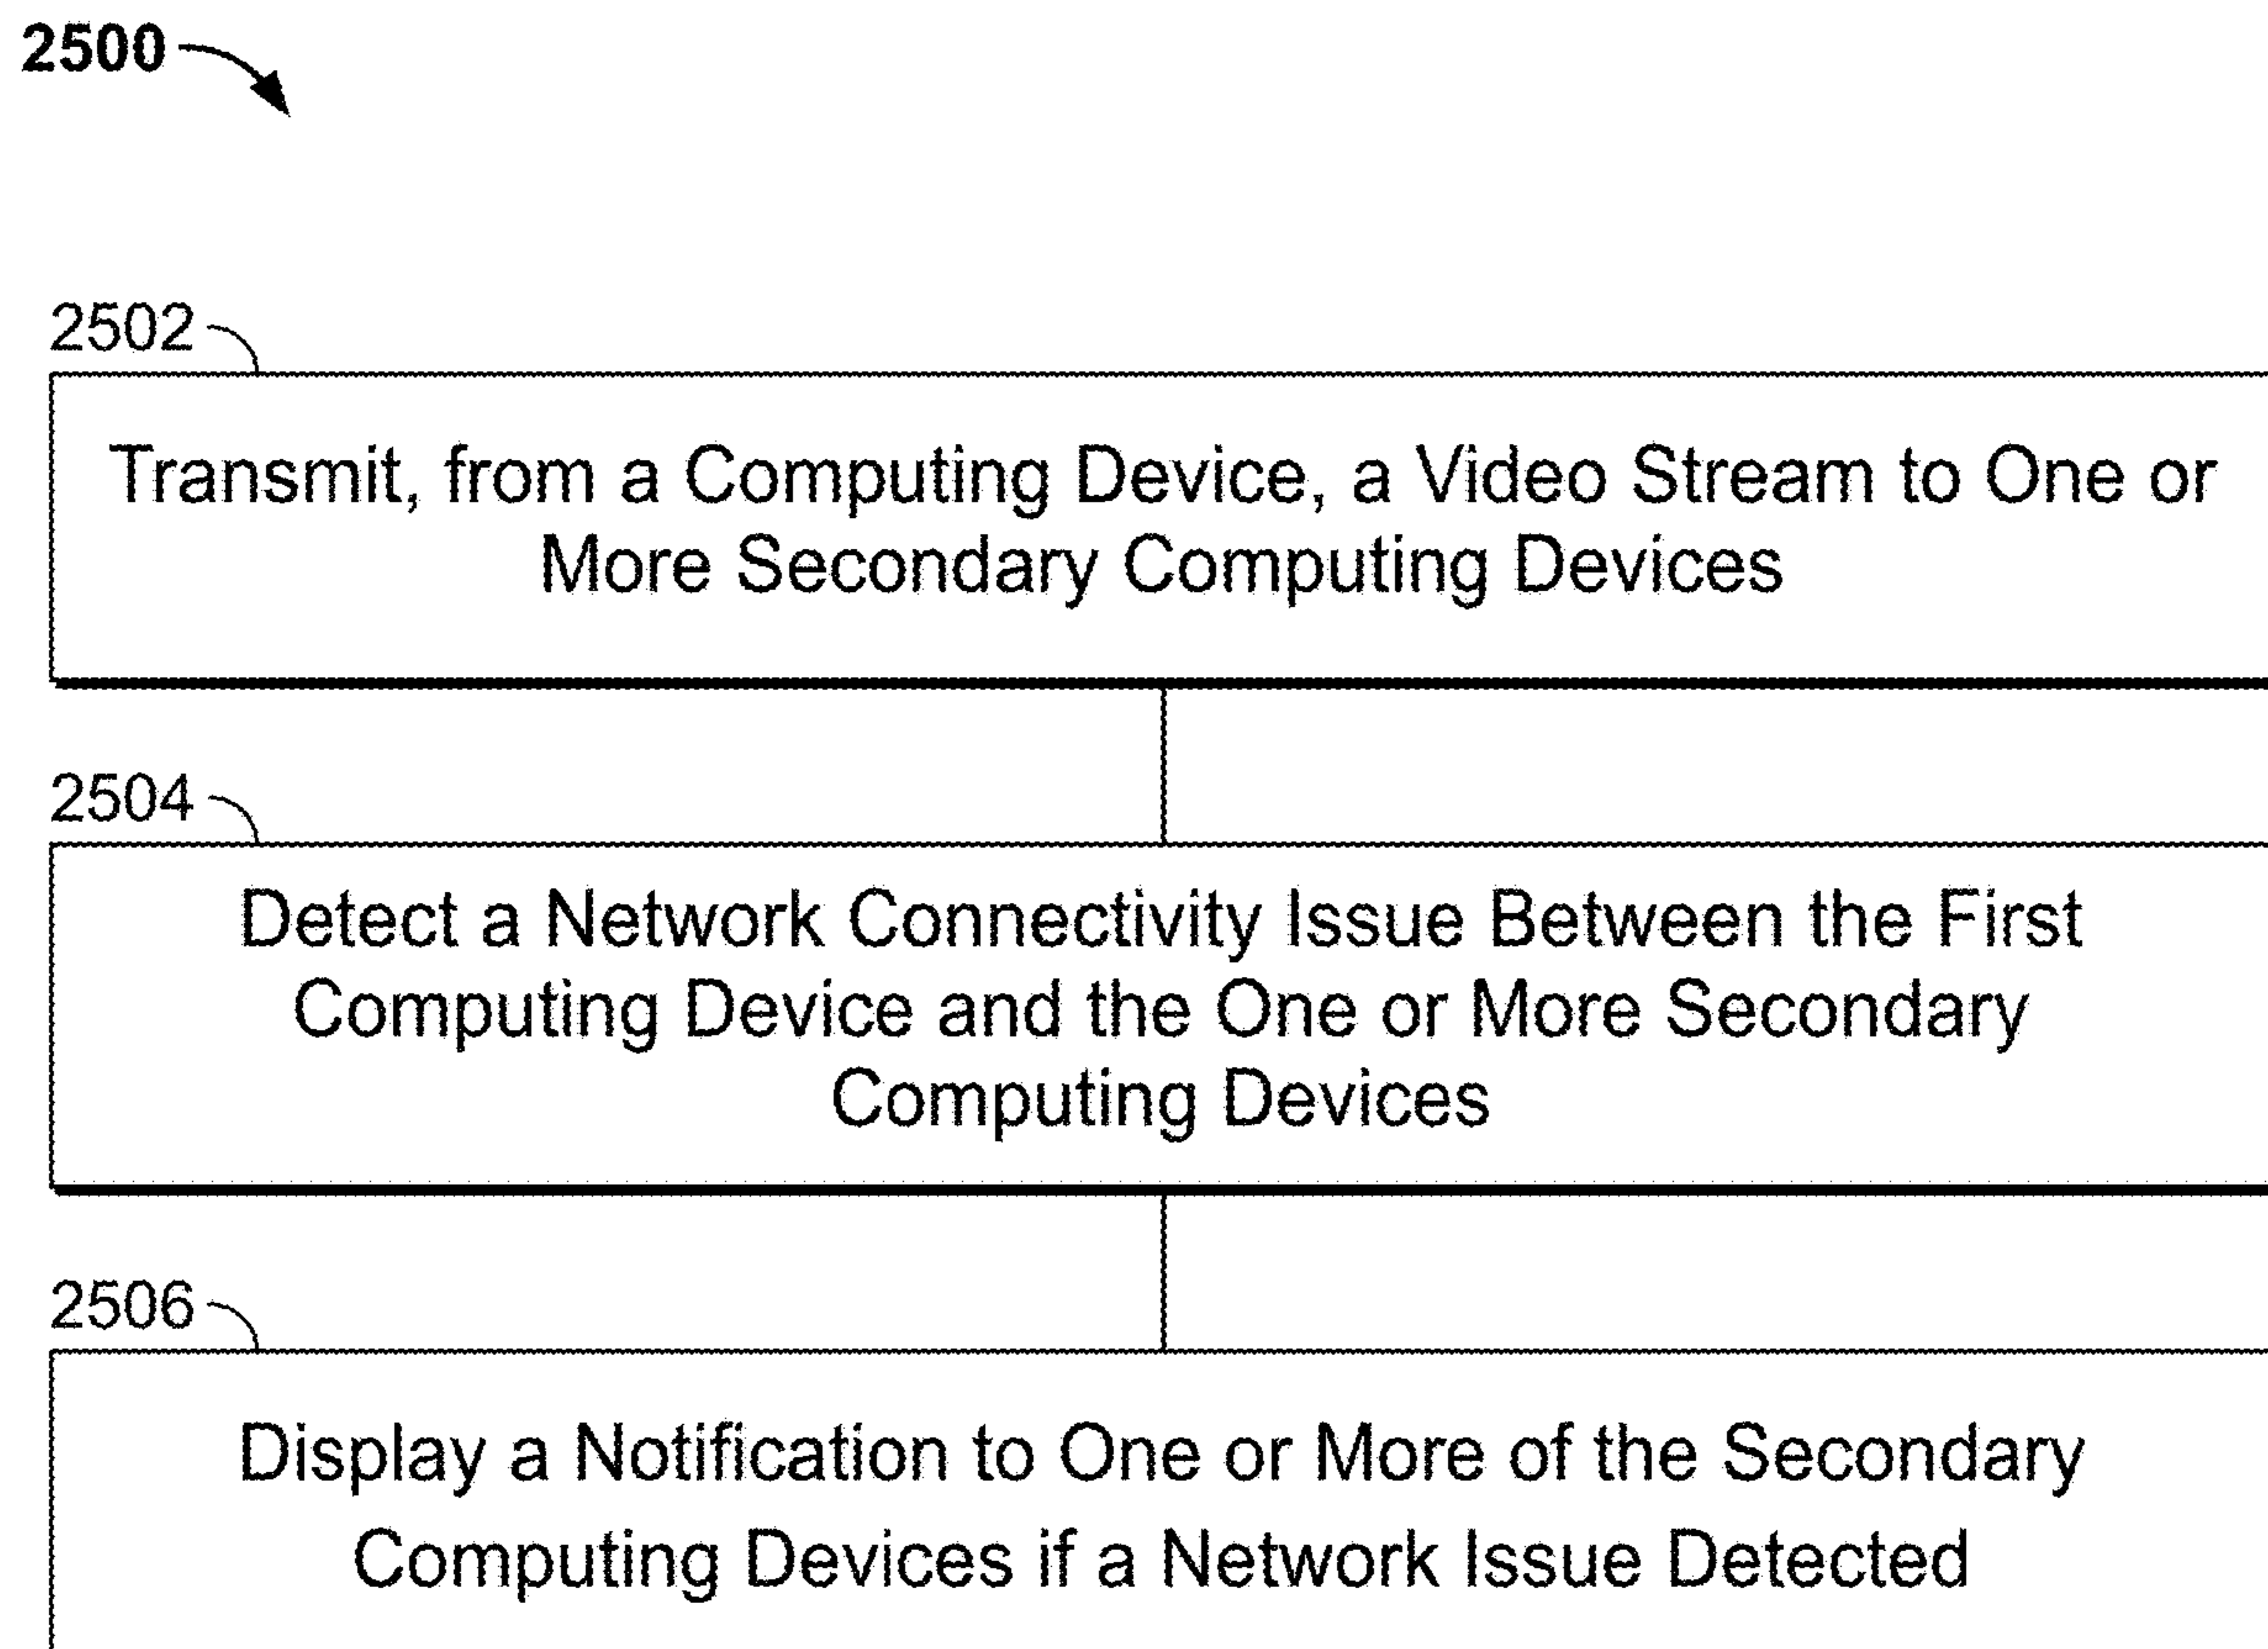 2500
2502
Transmit, from a Computing Device, a Video Stream to One or
More Secondary Computing Devices
2504
Detect a Network Connectivity Issue Between the First
Computing Device and the One or More Secondary
Computing Devices
2506
Display a Notification to One or More of the Secondary
Computing Devices if a Network Issue Detected